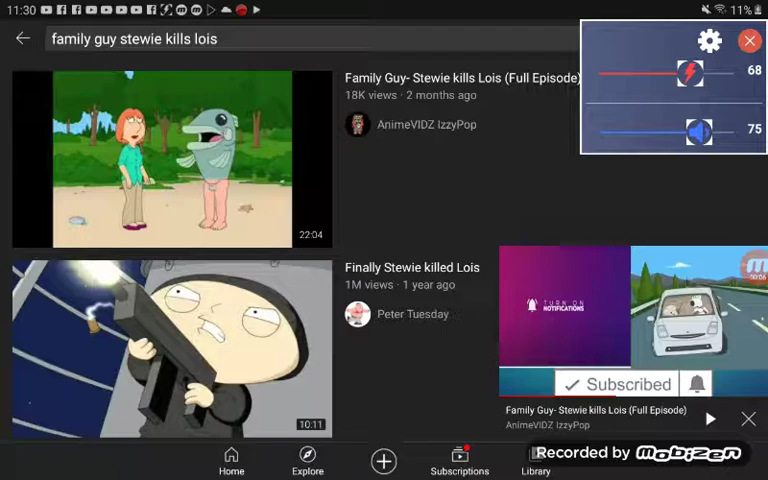 11:30
11%
family guy stewie kills lois
68
75
Family Guy- Stewie kills Lois (Full Episode)
18K views · 2 months ago
AnimeVIDZ IzzyPop
22:04
Finally Stewie killed Lois
1M views · 1 year ago
Peter Tuesday
10:11
TURN ON
NOTIFICATIONS
00:06
Subscribed
Family Guy- Stewie kills Lois (Full Episode)
AnimeVIDZ IzzyPop
Recorded by mobizen
Home
Explore
Subscriptions
Library